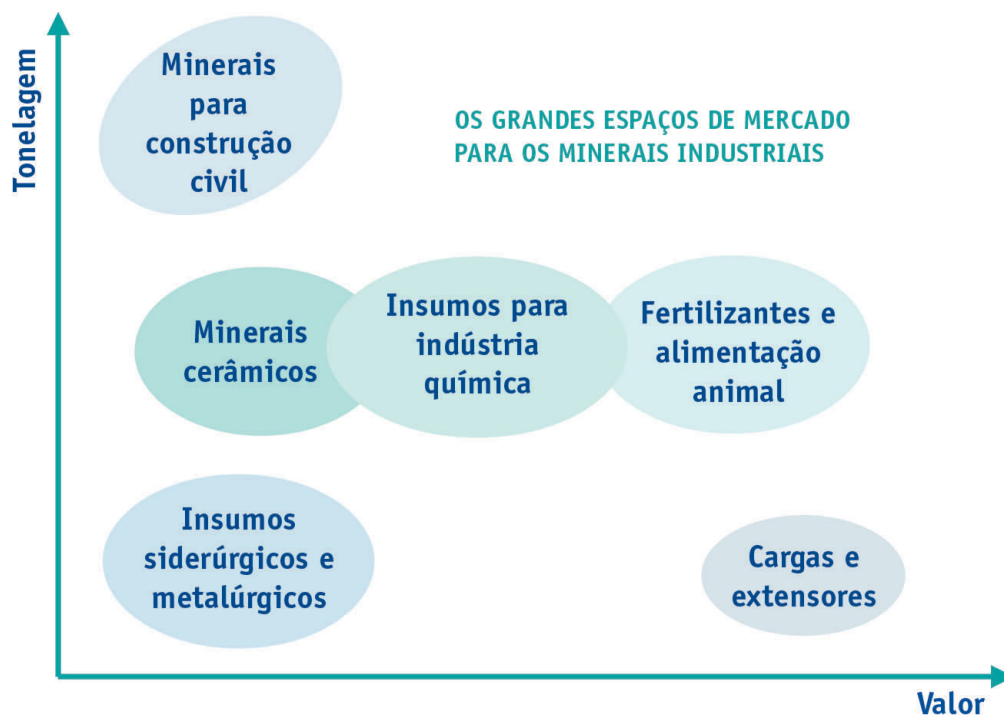 Tonelagem
Minerais
para
construção
civil
OS GRANDES ESPAÇOS DE MERCADO
PARA OS MINERAIS INDUSTRIAIS
Minerais
cerâmicos
Insumos para
indústria
química
Fertilizantes e
alimentação
animal
Insumos
siderúrgicos e
metalúrgicos
Cargas e
extensores
Valor